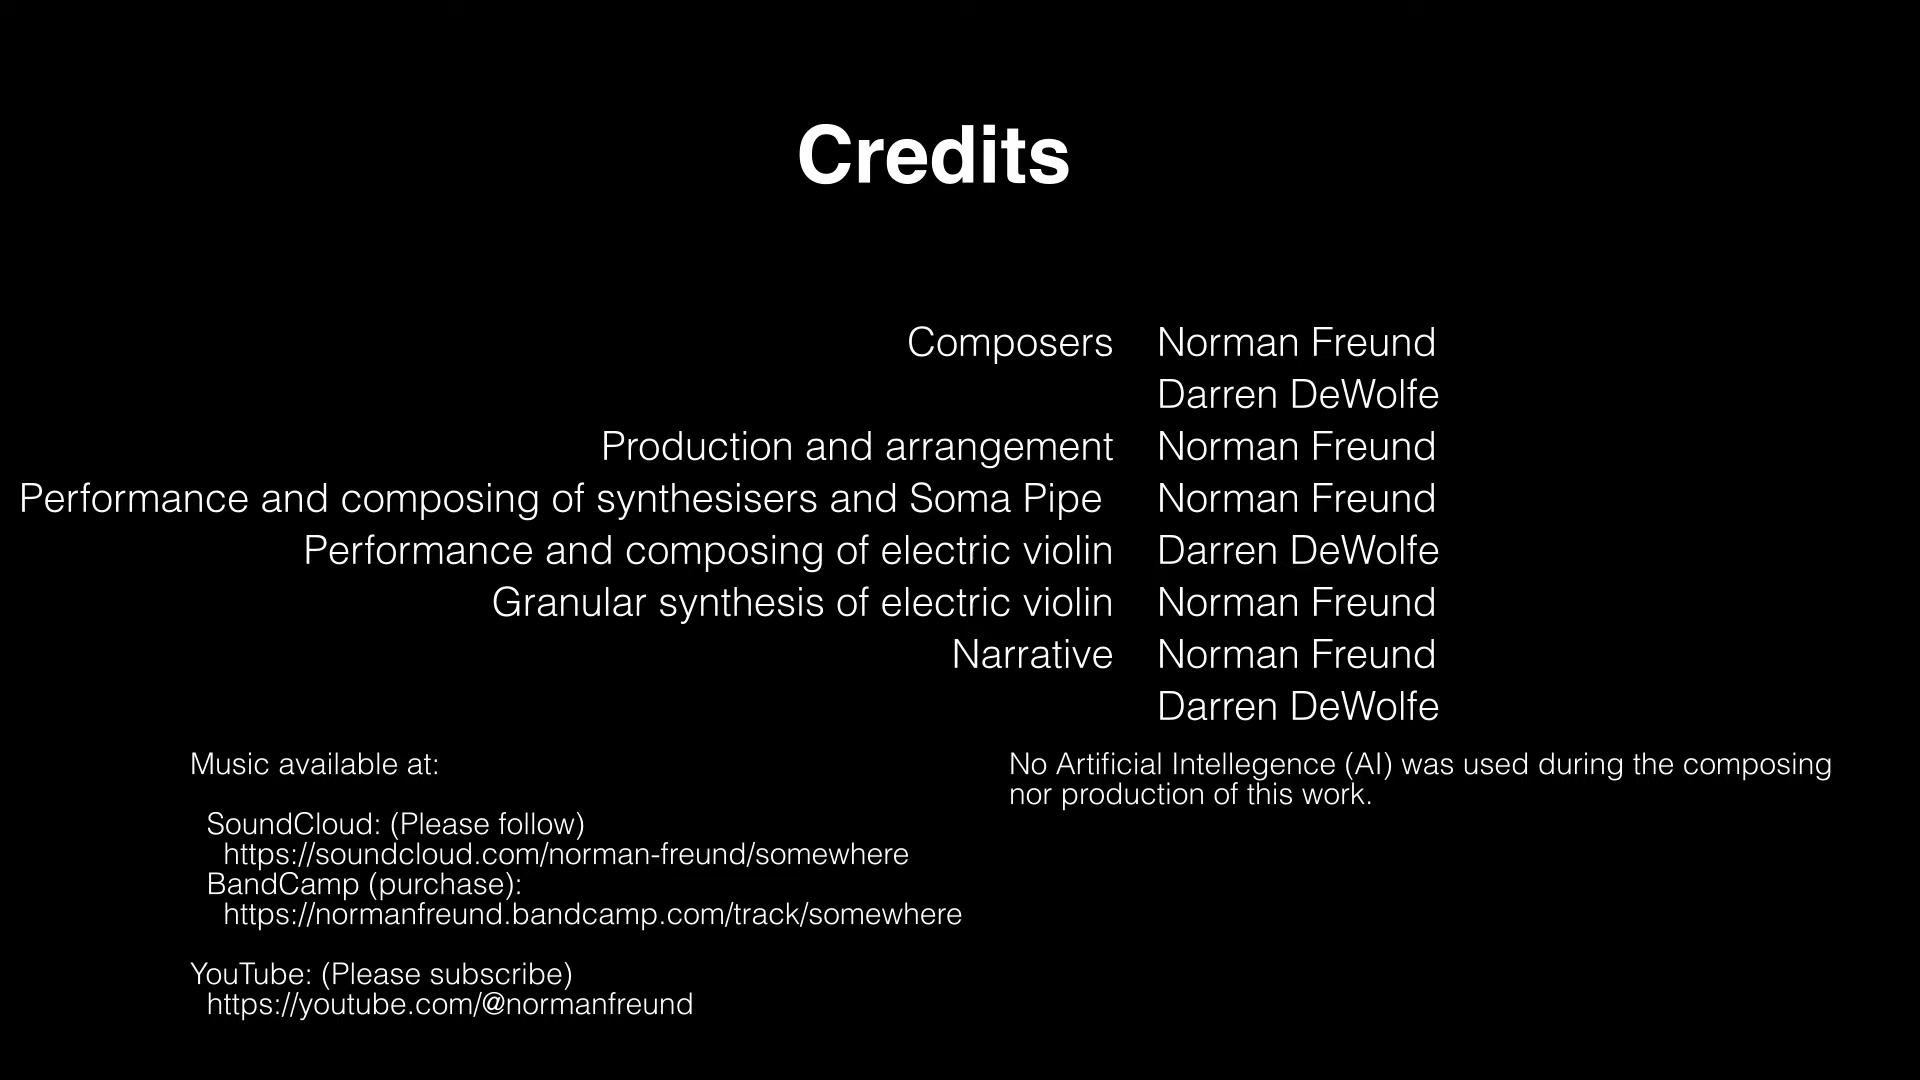 Credits
Composers Norman Freund
Darren DeWolfe
Production and arrangement Norman Freund
Performance and composing of synthesisers and Soma Pipe Norman Freund
Performance and composing of electric violin Darren DeWolfe
Granular synthesis of electric violin Norman Freund
Narrative Norman Freund
Darren DeWolfe
Music available at:
SoundCloud: (Please follow)
https://soundcloud.com/norman-freund/somewhere
BandCamp (purchase):
https://normanfreund.bandcamp.com/track/somewhere
YouTube: (Please subscribe)
https://youtube.com/@normanfreund
No Artificial Intellegence (AI) was used during the composing
nor production of this work.